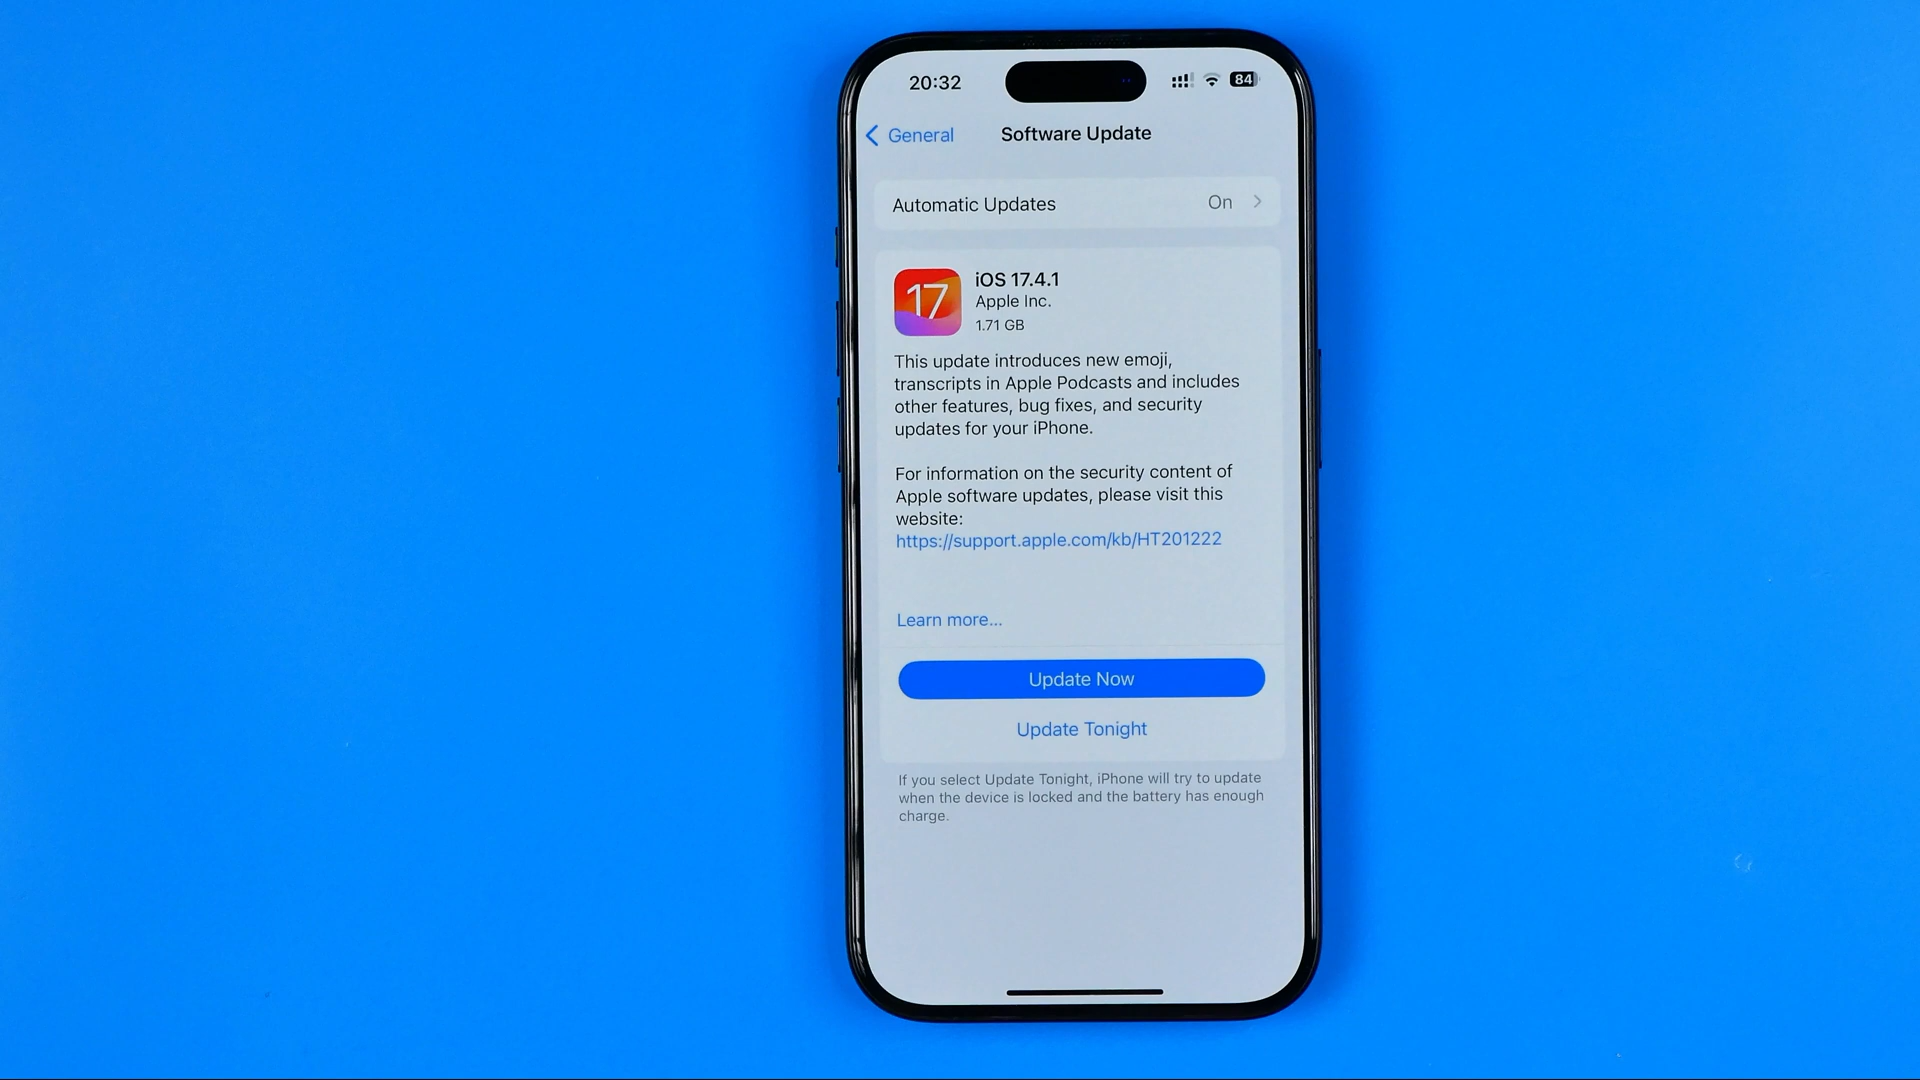 20:32
84
General
Software Update
Automatic Updates
On
17
iOS 17.4.1
Apple Inc.
1.71 GB
This update introduces new emoji,
transcripts in Apple Podcasts and includes
other features, bug fixes, and security
updates for your iPhone.
For information on the security content of
Apple software updates, please visit this
website:
https://support.apple.com/kb/HT201222
Learn more...
Update Now
Update Tonight
If you select Update Tonight, iPhone will try to update
when the device is locked and the battery has enough
charge.